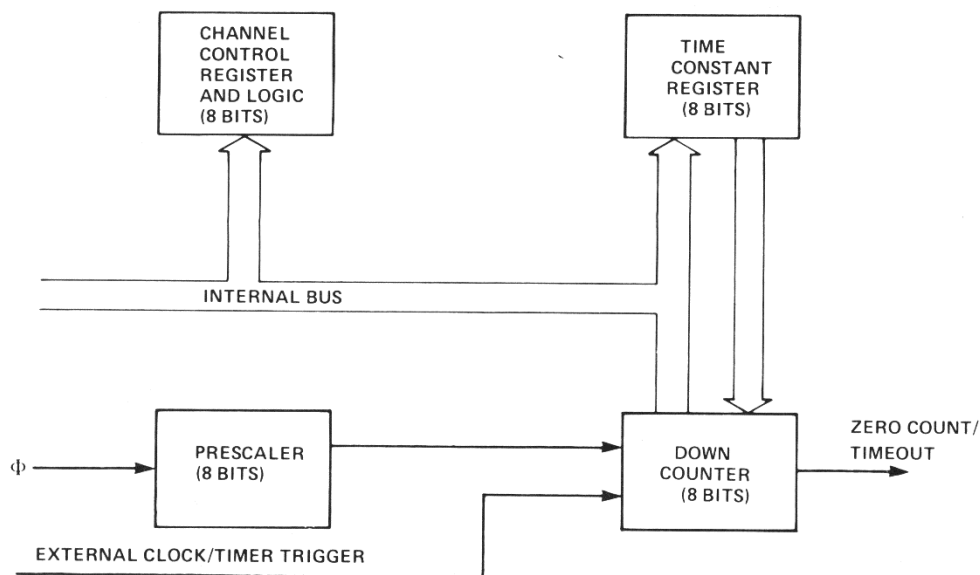 CHANNEL
CONTROL
REGISTER
AND LOGIC
(8 BITS)
TIME
CONSTANT
REGISTER
(8 BITS)
INTERNAL BUS
Φ
PRESCALER
(8 BITS)
DOWN
COUNTER
(8 BITS)
ZERO COUNT/
TIMEOUT
EXTERNAL CLOCK/TIMER TRIGGER